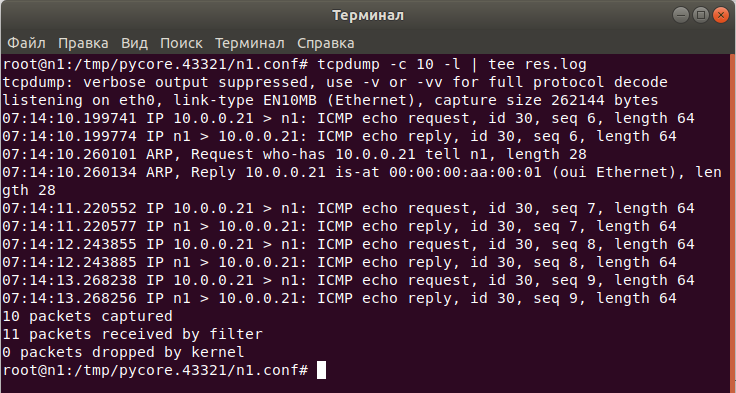 Терминал
Файл Правка Вид Поиск Терминал Справка
root@n1:/tmp/pycore.43321/n1.conf# tcpdump -c 10 -l | tee res.log
tcpdump: verbose output suppressed, use -v or -vv for full protocol decode
listening on eth0, link-type EN10MB (Ethernet), capture size 262144 bytes
07:14:10.199741 IP 10.0.0.21 > n1: ICMP echo request, id 30, seq 6, length 64
07:14:10.199774 IP n1 > 10.0.0.21: ICMP echo reply, id 30, seq 6, length 64
07:14:10.260101 ARP, Request who-has 10.0.0.21 tell n1, length 28
07:14:10.260134 ARP, Reply 10.0.0.21 is-at 00:00:00:aa:00:01 (oui Ethernet), len
gth 28
07:14:11.220552 IP 10.0.0.21 > n1: ICMP echo request, id 30, seq 7, length 64
07:14:11.220577 IP n1 > 10.0.0.21: ICMP echo reply, id 30, seq 7, length 64
07:14:12.243855 IP 10.0.0.21 > n1: ICMP echo request, id 30, seq 8, length 64
07:14:12.243885 IP n1 > 10.0.0.21: ICMP echo reply, id 30, seq 8, length 64
07:14:13.268238 IP 10.0.0.21 > n1: ICMP echo request, id 30, seq 9, length 64
07:14:13.268256 IP n1 > 10.0.0.21: ICMP echo reply, id 30, seq 9, length 64
10 packets captured
11 packets received by filter
0 packets dropped by kernel
root@n1:/tmp/pycore.43321/n1.conf#